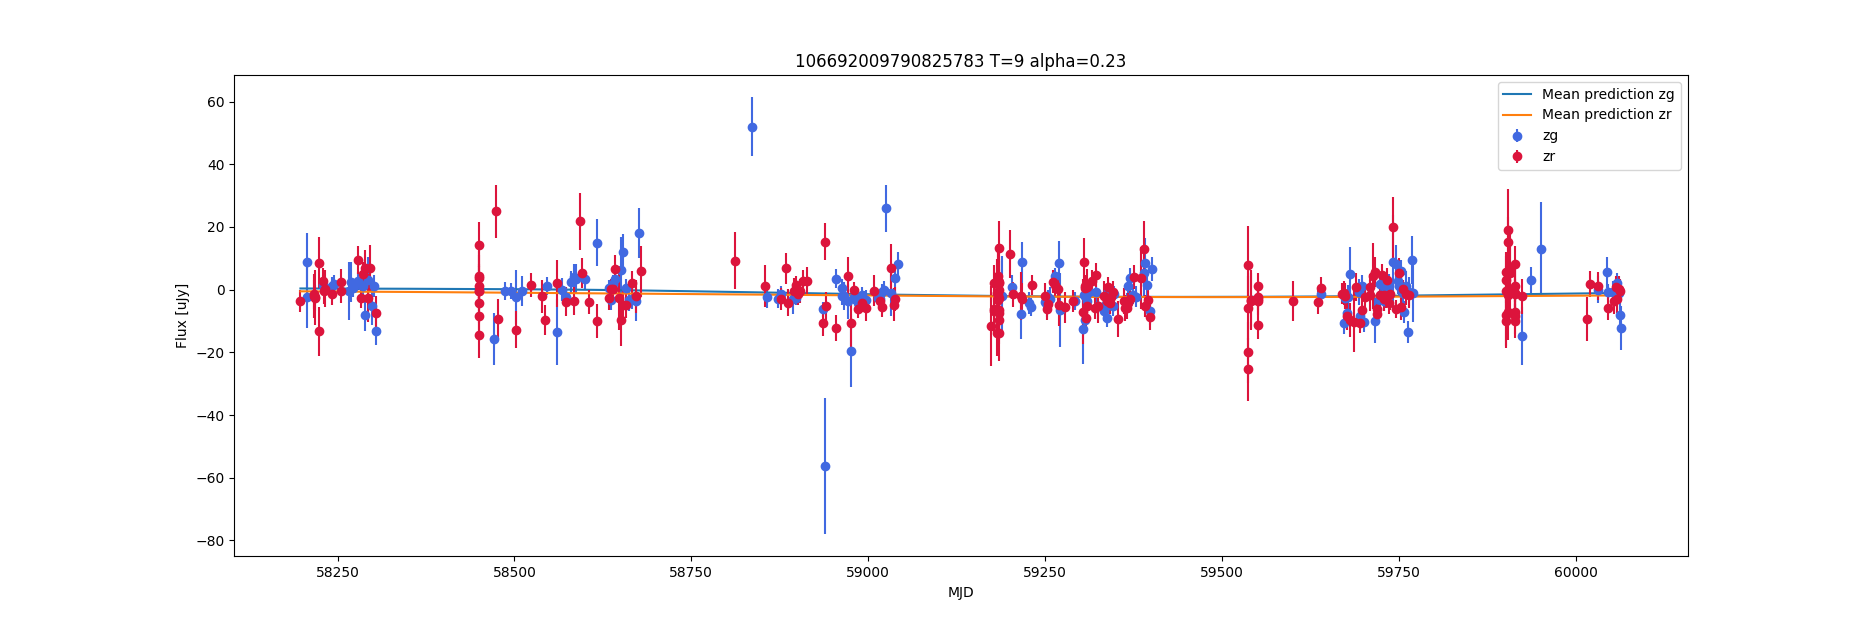 106692009790825783 T=9 alpha=0.23
Mean prediction zg
Mean prediction zr
zg
zr
Flux [uJy]
60
40
20
0
−20
−40
−60
−80
58250
58500
58750
59000
59250
59500
59750
60000
MJD